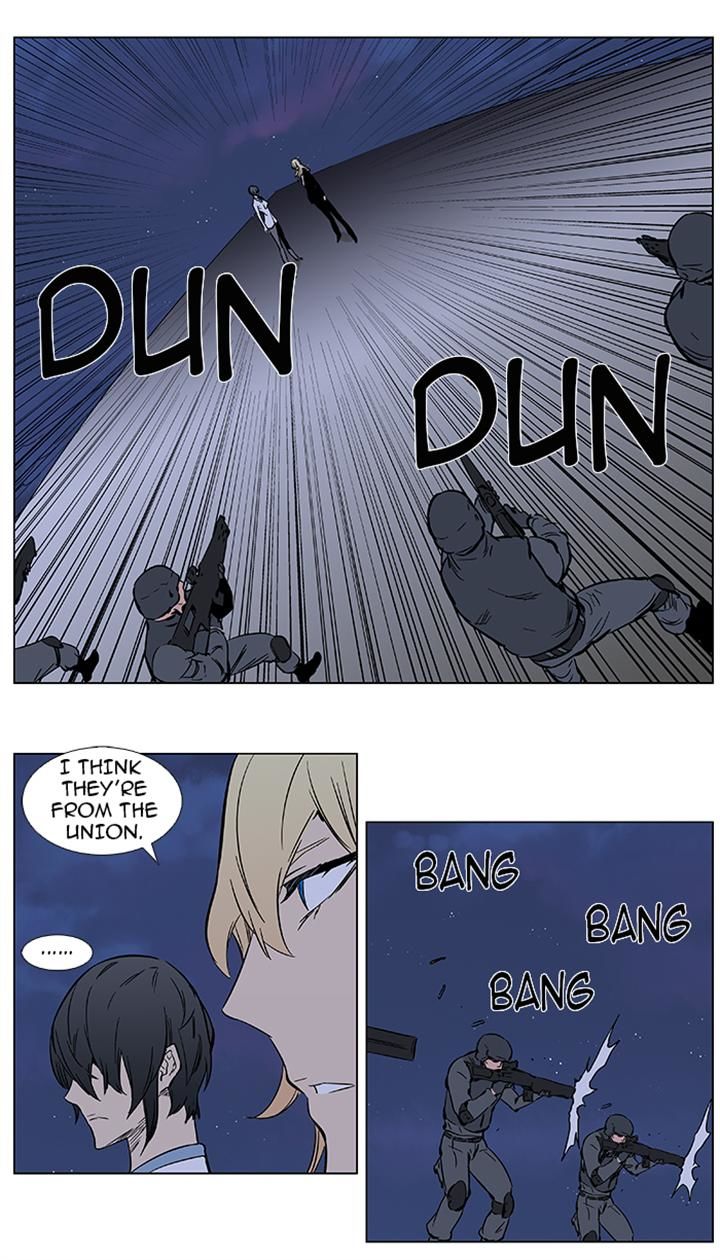 DUN
DUN
I THINK
THEY'RE
FROM THE
UNION.
......
BANG
BANG
BANG